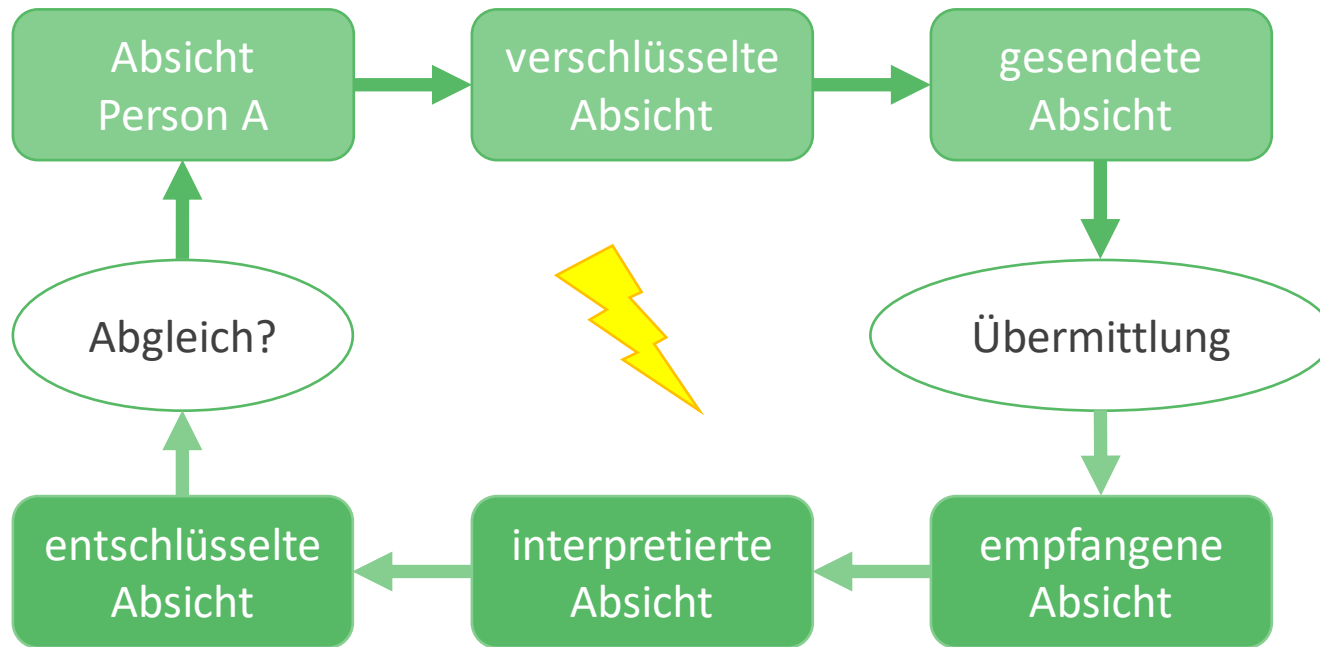 Absicht
Person A
verschlüsselte
Absicht
gesendete
Absicht
Abgleich?
Übermittlung
entschlüsselte
Absicht
interpretierte
Absicht
empfangene
Absicht